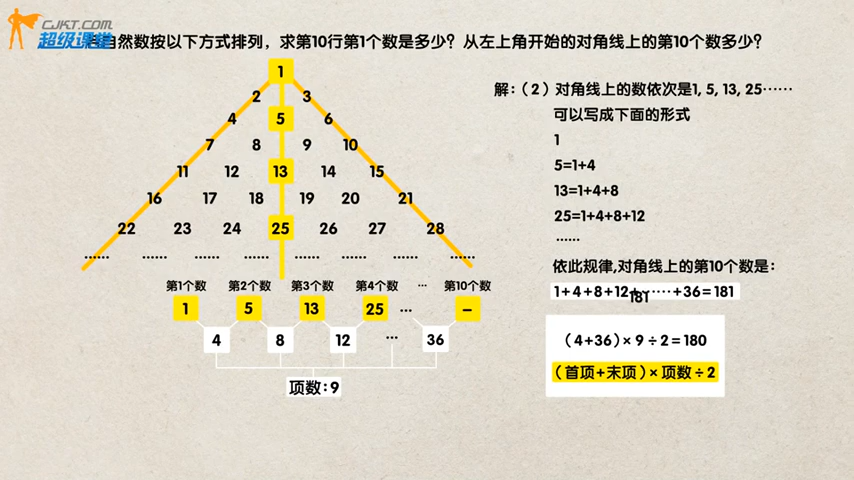 CJKT.COM
超级课堂
自然数按以下方式排列，求第10行第1个数是多少？从左上角开始的对角线上的第10个数多少？
1
2 3
4 5 6
7 8 9 10
11 12 13 14 15
16 17 18 19 20 21
22 23 24 25 26 27 28
…… …… …… …… …… …… ……
第1个数 第2个数 第3个数 第4个数 … 第10个数
1 5 13 25 … －
4 8 12 … 36
项数:9
解:（2）对角线上的数依次是1, 5, 13, 25……
可以写成下面的形式
1
5=1+4
13=1+4+8
25=1+4+8+12
……
依此规律,对角线上的第10个数是:
1+4+8+12+……+36=181
181
（4+36）×9÷2=180
（首项+末项）×项数÷2